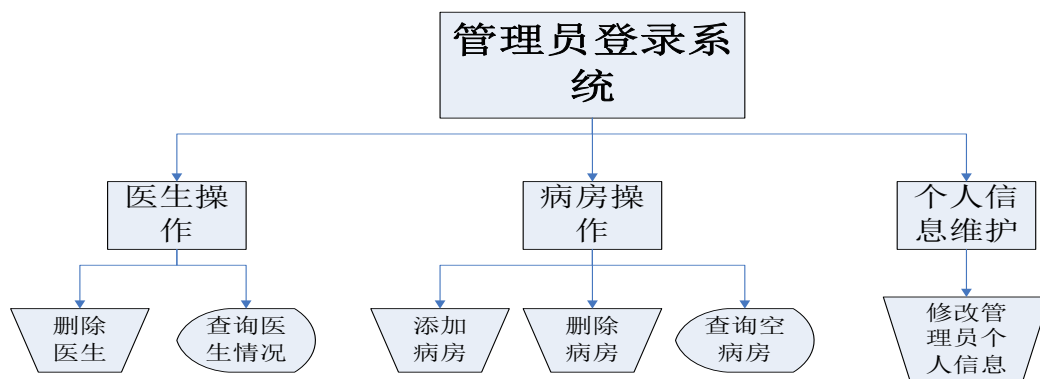 管理员登录系
统
医生操
作
病房操
作
个人信
息维护
删除
医生
查询医
生情况
添加
病房
删除
病房
查询空
病房
修改管
理员个
人信息